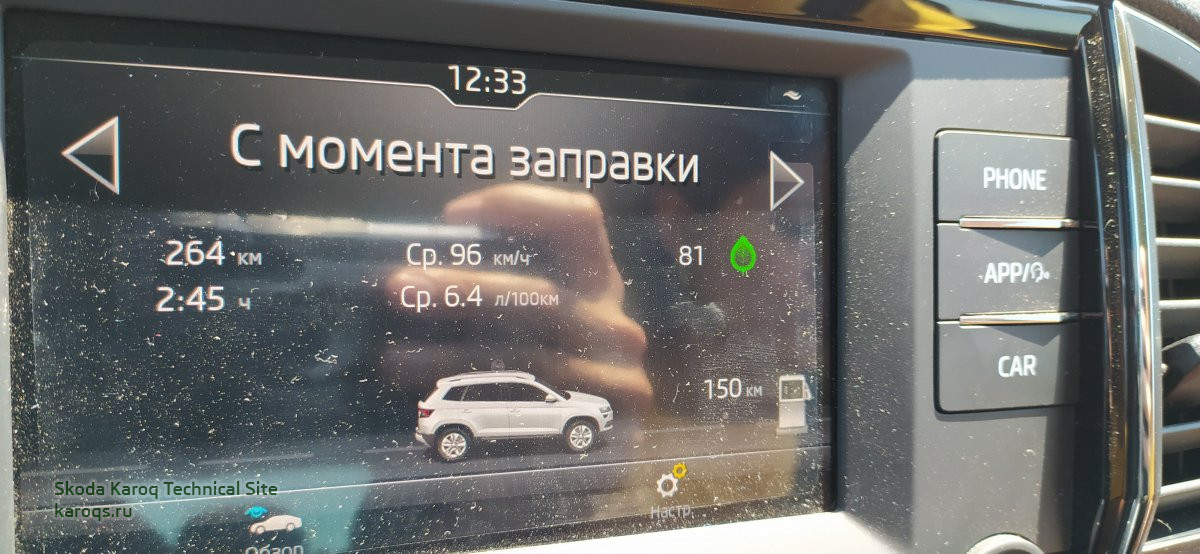 12:33
С момента заправки
PHONE
264 км
Ср. 96 км/ч
81
2:45 ч
Ср. 6.4 л/100км
APP/
CAR
150 км
Skoda Karoq Technical Site
karoqs.ru
Настр.
Обзор